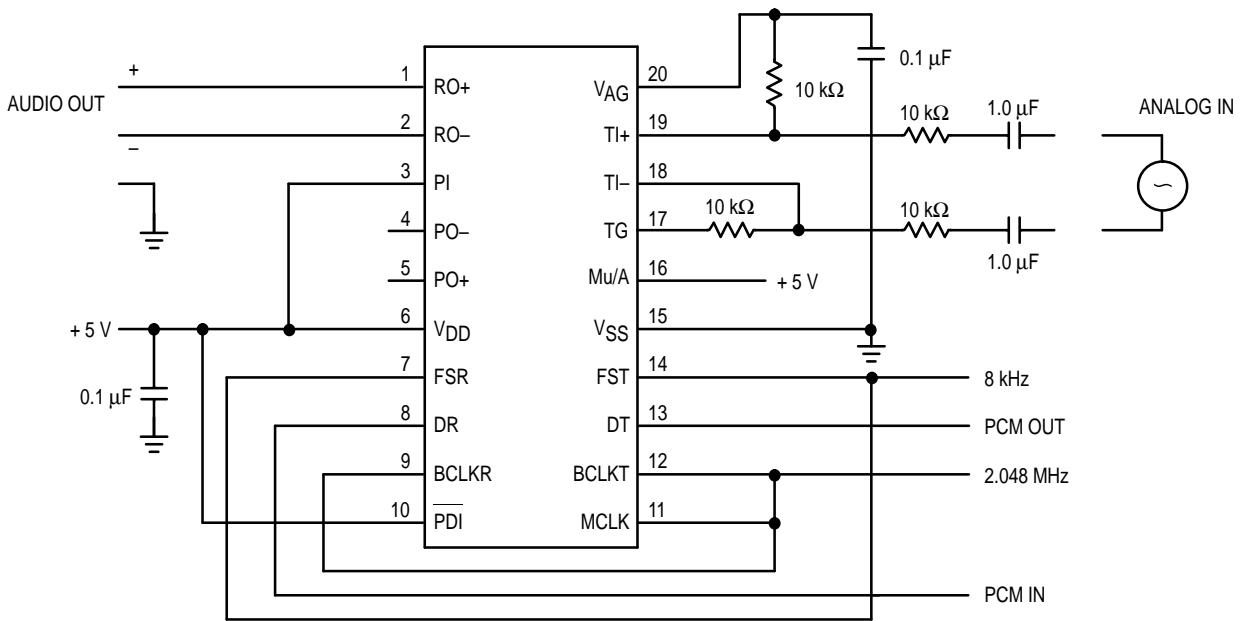 AUDIO OUT
+
–
+ 5 V
0.1 µF
1 RO+
2 RO–
3 PI
4 PO–
5 PO+
6 VDD
7 FSR
8 DR
9 BCLKR
10 PDI
VAG 20
TI+ 19
TI– 18
TG 17
Mu/A 16
VSS 15
FST 14
DT 13
BCLKT 12
MCLK 11
10 kΩ
0.1 µF
10 kΩ
1.0 µF
ANALOG IN
10 kΩ
10 kΩ
1.0 µF
+ 5 V
8 kHz
PCM OUT
2.048 MHz
PCM IN